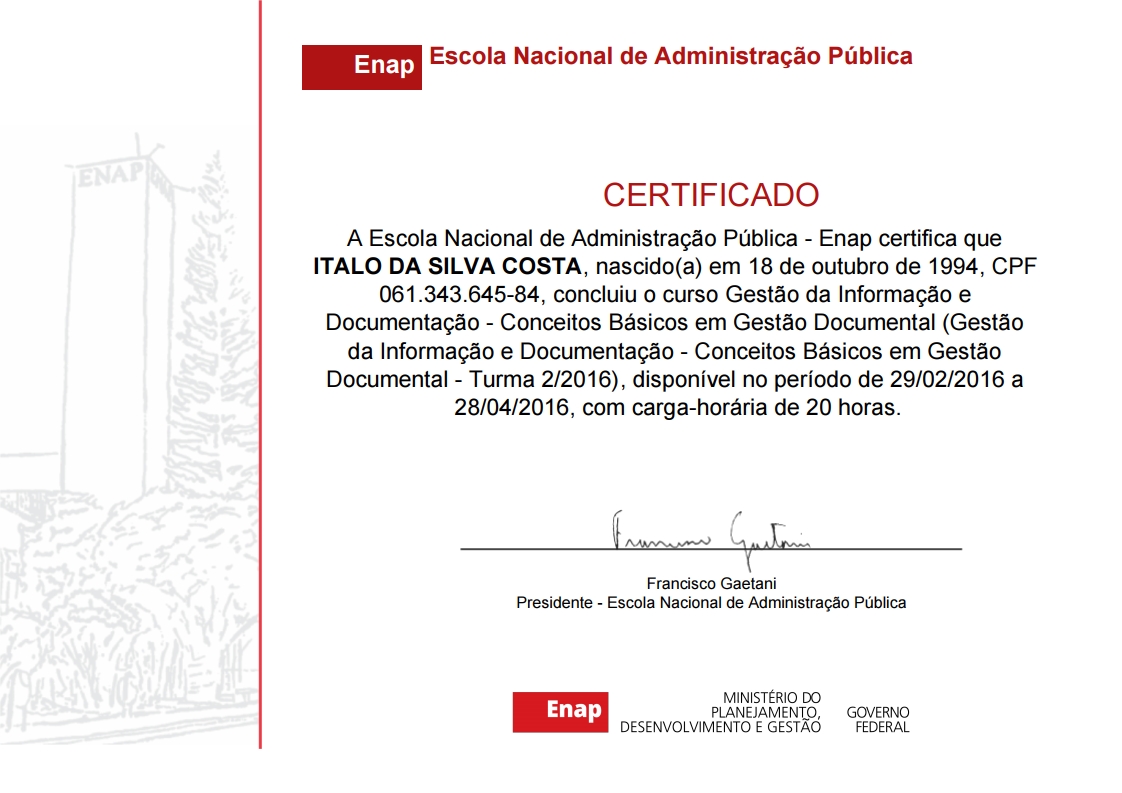 ENAP
Enap
Escola Nacional de Administração Pública
CERTIFICADO
A Escola Nacional de Administração Pública - Enap certifica que
ITALO DA SILVA COSTA, nascido(a) em 18 de outubro de 1994, CPF
061.343.645-84, concluiu o curso Gestão da Informação e
Documentação - Conceitos Básicos em Gestão Documental (Gestão
da Informação e Documentação - Conceitos Básicos em Gestão
Documental - Turma 2/2016), disponível no período de 29/02/2016 a
28/04/2016, com carga-horária de 20 horas.
Francisco Gaetani
Francisco Gaetani
Presidente - Escola Nacional de Administração Pública
Enap
MINISTÉRIO DO
PLANEJAMENTO,
DESENVOLVIMENTO E GESTÃO
GOVERNO
FEDERAL